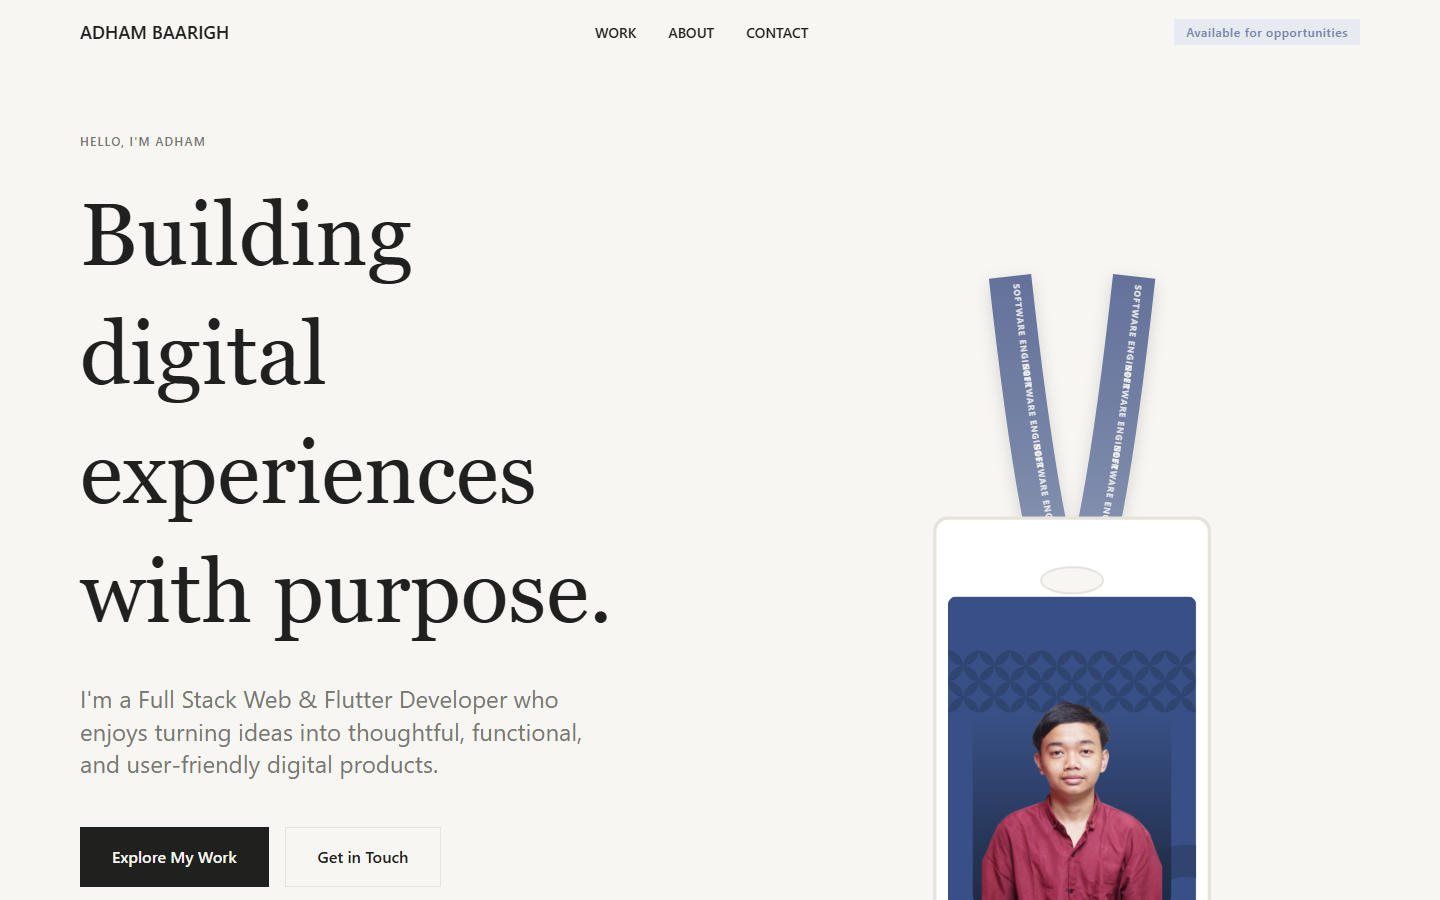 ADHAM BAARIGH
WORK ABOUT CONTACT
Available for opportunities
HELLO, I'M ADHAM
Building
digital
experiences
with purpose.
I'm a Full Stack Web & Flutter Developer who
enjoys turning ideas into thoughtful, functional,
and user-friendly digital products.
Explore My Work
Get in Touch
SOFTWARE
SOFTWARE